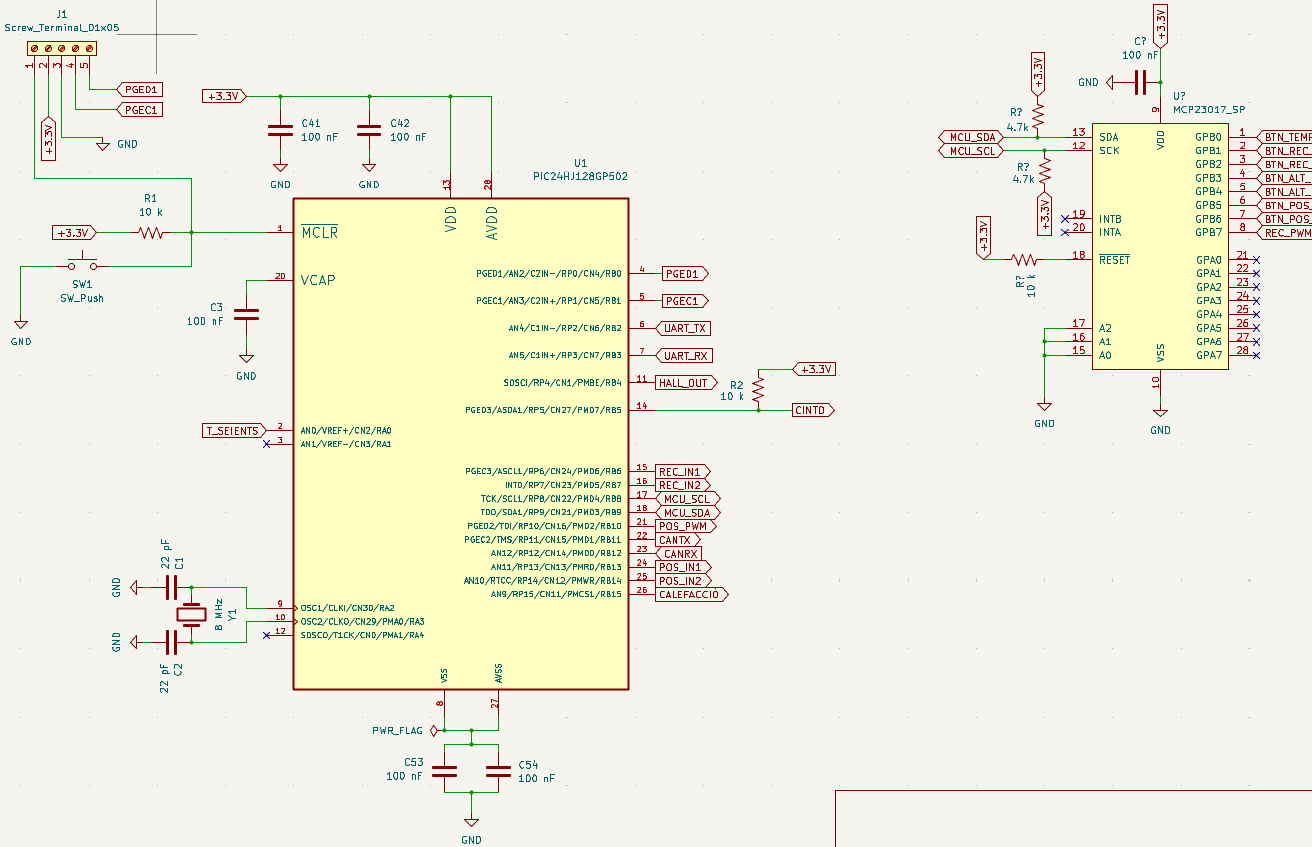 J1
Screw_Terminal_01x05
1
2
3
4
5
PGED1
PGEC1
+3.3V
GND
+3.3V
C41
100 nF
C42
100 nF
GND
GND
R1
10 k
+3.3V
SW1
SW_Push
GND
C3
100 nF
GND
T_SEIENTS
22 pF
C1
GND
8 MHz
Y1
GND
22 pF
C2
U1
PIC24HJ128GP502
13
28
VDD
AVDD
1
MCLR
20
VCAP
2
AN0/VREF+/CN2/RA0
3
AN1/VREF-/CN3/RA1
9
OSC1/CLKI/CN30/RA2
10
OSC2/CLKO/CN29/PMA0/RA3
12
SOSCO/T1CK/CN0/PMA1/RA4
PGED1/AN2/C2IN-/RP0/CN4/RB0
4
PGED1
PGEC1/AN3/C2IN+/RP1/CN5/RB1
5
PGEC1
AN4/C1IN-/RP2/CN6/RB2
6
UART_TX
AN5/C1IN+/RP3/CN7/RB3
7
UART_RX
SOSCI/RP4/CN1/PMBE/RB4
11
HALL_OUT
PGED3/ASDA1/RP5/CN27/PMD7/RB5
14
R2
10 k
+3.3V
CINT0
PGEC3/ASCL1/RP6/CN24/PMD6/RB6
15
REC_IN1
INT0/RP7/CN23/PMD5/RB7
16
REC_IN2
TCK/SCL1/RP8/CN22/PMD4/RB8
17
MCU_SCL
TDO/SDA1/RP9/CN21/PMD3/RB9
18
MCU_SDA
PGED2/TDI/RP10/CN16/PMD2/RB10
21
POS_PWM
PGEC2/TMS/RP11/CN15/PMD1/RB11
22
CANTX
AN12/RP12/CN14/PMD0/RB12
23
CANRX
AN11/RP13/CN13/PMRD/RB13
24
POS_IN1
AN10/RTCC/RP14/CN12/PMWR/RB14
25
POS_IN2
AN9/RP15/CN11/PMCS1/RB15
26
CALEFACCIÓ
VSS
AVSS
8
27
PWR_FLAG
C53
100 nF
C54
100 nF
GND
+3.3V
C?
100 nF
GND
+3.3V
R?
4.7k
MCU_SDA
MCU_SCL
R?
4.7k
+3.3V
+3.3V
R?
10 k
U?
MCP23017_SP
9
VDD
13
SDA
12
SCK
19
INTB
20
INTA
18
RESET
17
A2
16
A1
15
A0
GPB0
1
BTN_TEMP
GPB1
2
BTN_REC_
GPB2
3
BTN_REC_
GPB3
4
BTN_ALT_
GPB4
5
BTN_ALT_
GPB5
6
BTN_POS_
GPB6
7
BTN_POS_
GPB7
8
REC_PWM
GPA0
21
GPA1
22
GPA2
23
GPA3
24
GPA4
25
GPA5
26
GPA6
27
GPA7
28
VSS
10
GND
GND